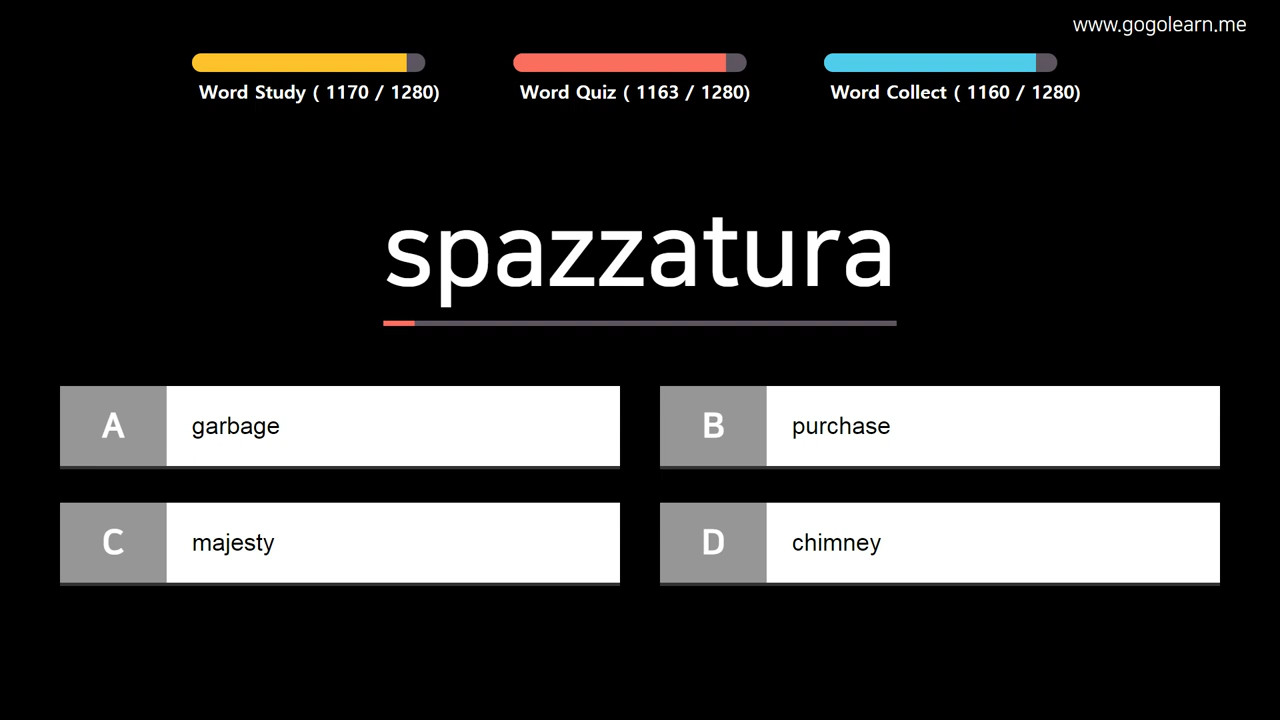 www.gogolearn.me
Word Study ( 1170 / 1280)
Word Quiz ( 1163 / 1280)
Word Collect ( 1160 / 1280)
spazzatura
A garbage
B purchase
C majesty
D chimney